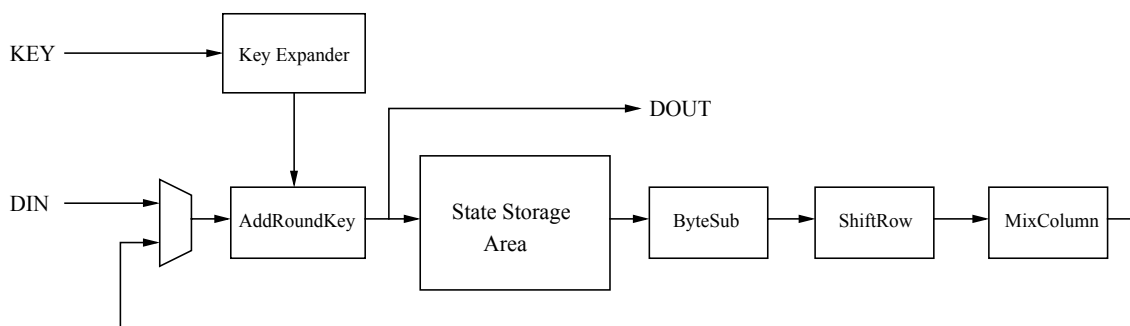 KEY
Key Expander
DOUT
DIN
AddRoundKey
State Storage
Area
ByteSub
ShiftRow
MixColumn